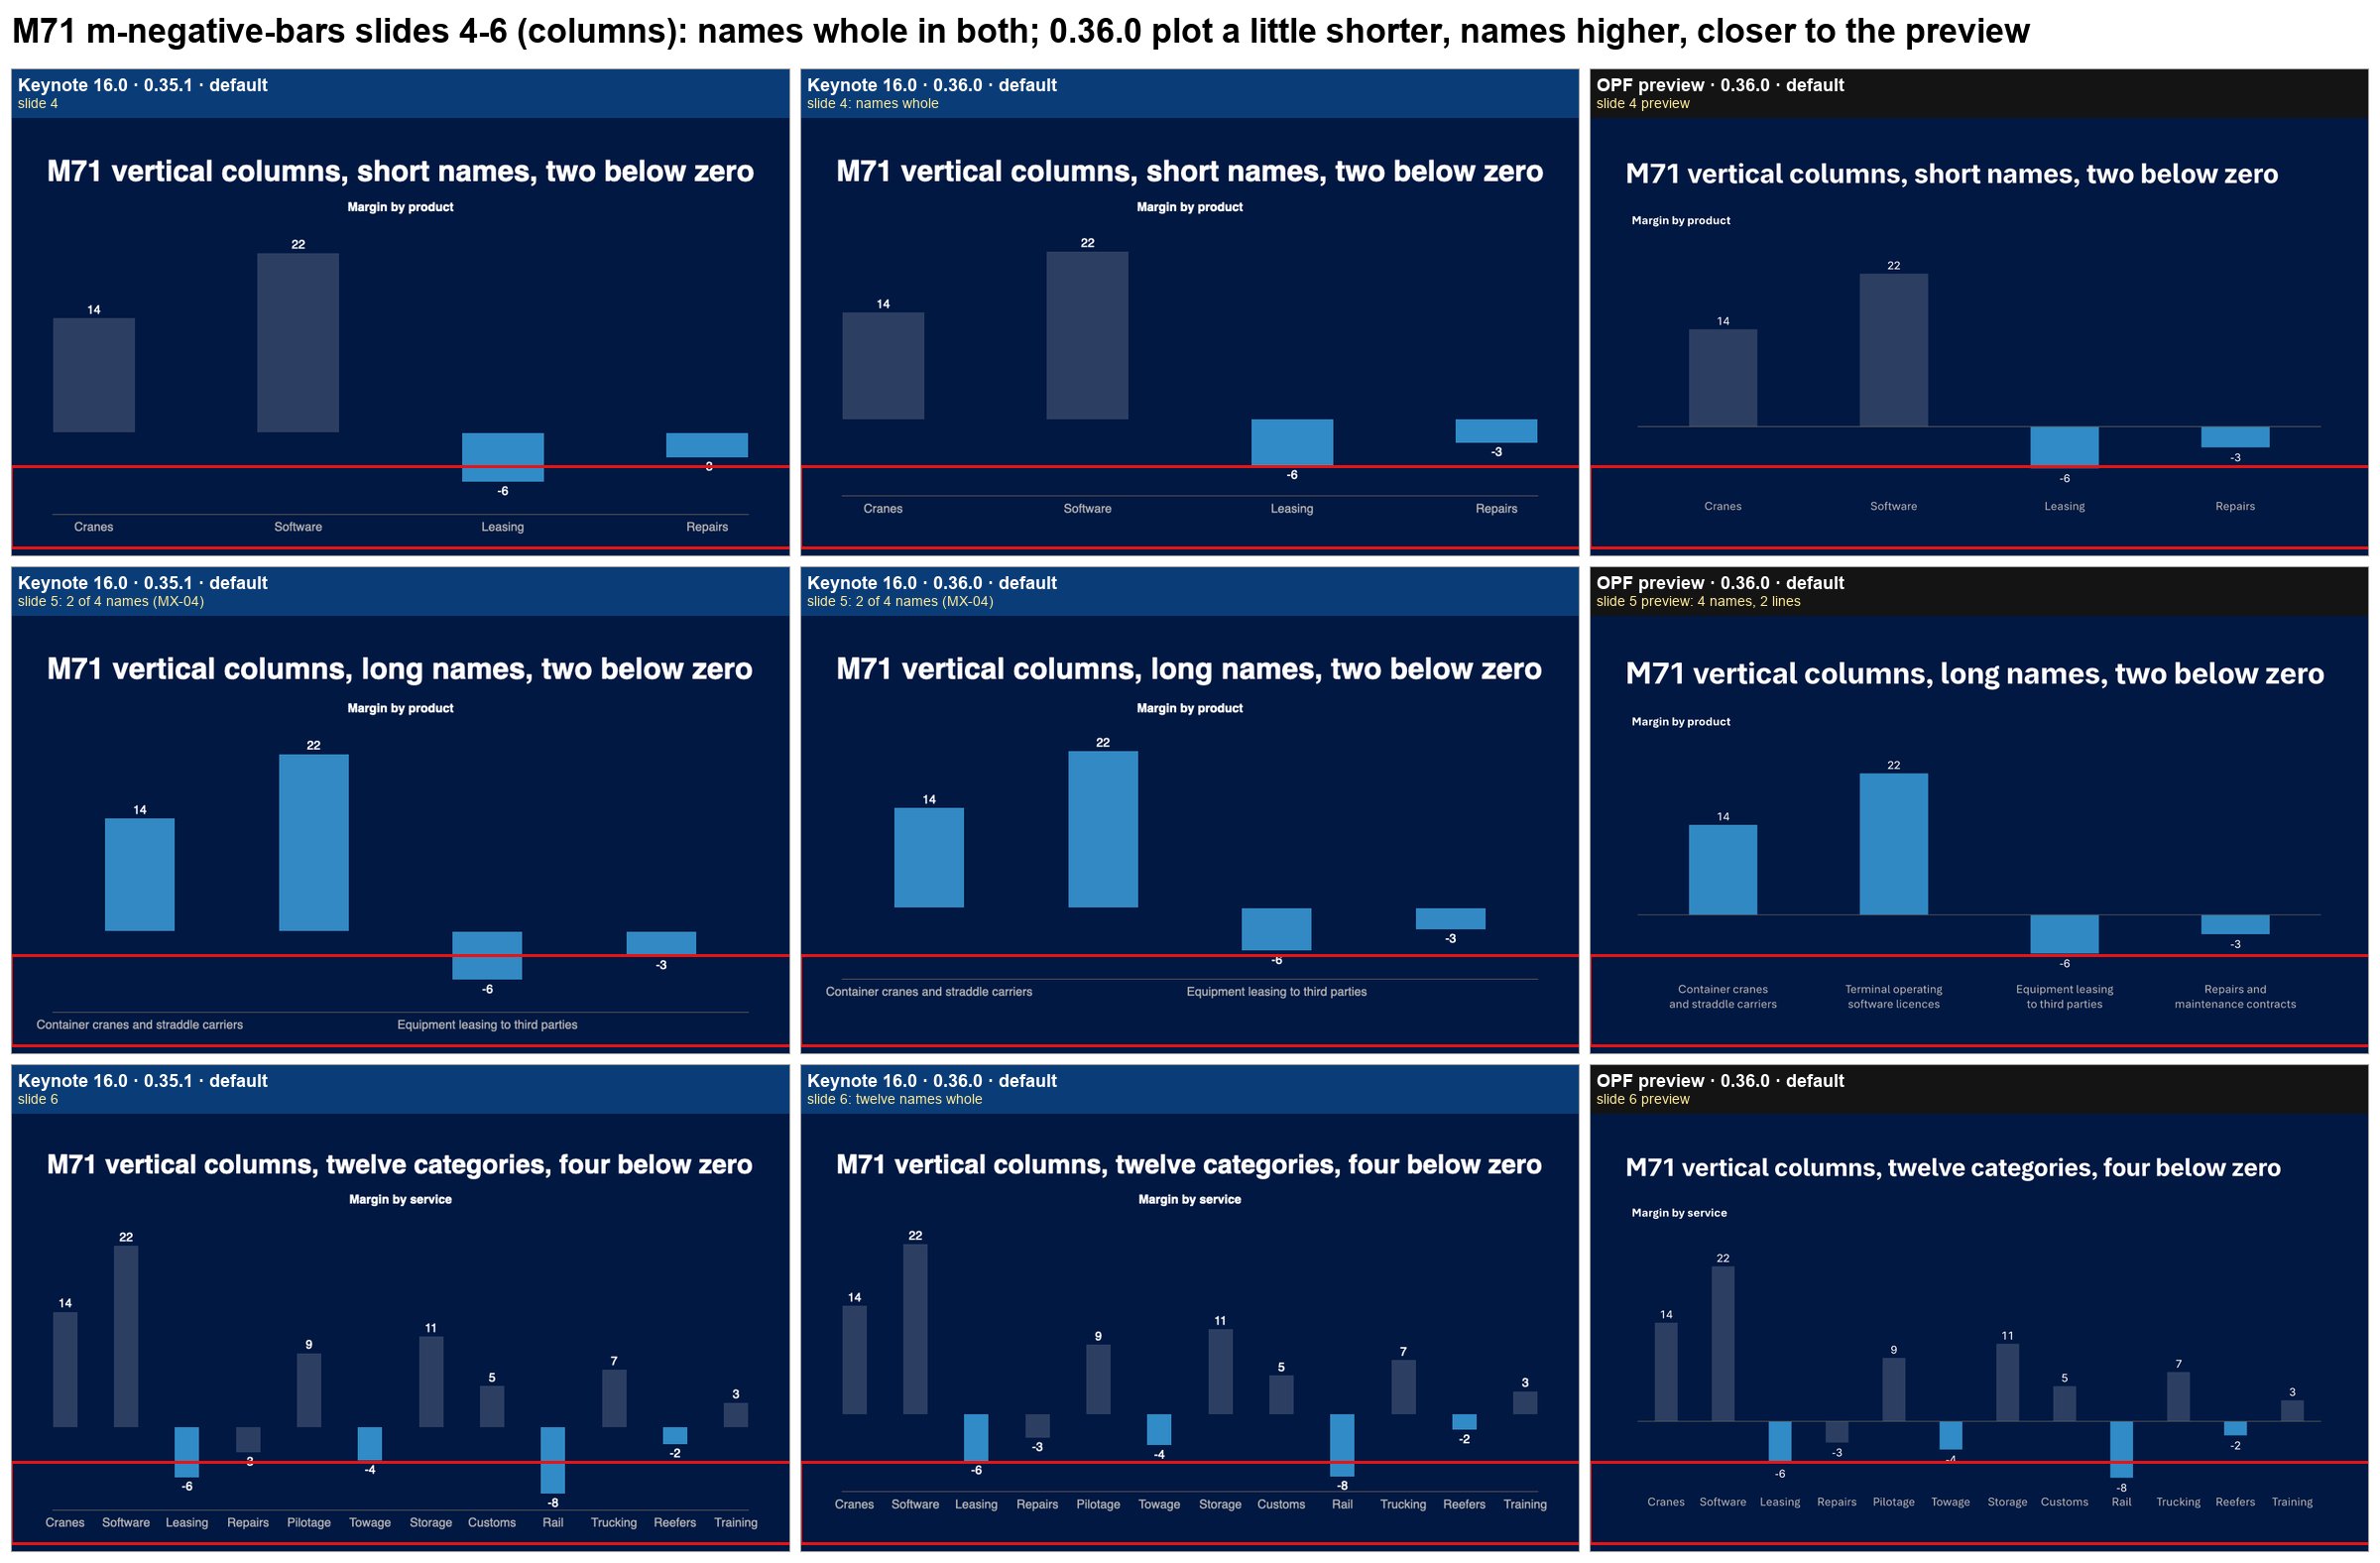 M71 m-negative-bars slides 4-6 (columns): names whole in both; 0.36.0 plot a little shorter, names higher, closer to the preview
Keynote 16.0 · 0.35.1 · default
slide 4
M71 vertical columns, short names, two below zero
Margin by product
22
14
-3
-6
Cranes Software Leasing Repairs
Keynote 16.0 · 0.36.0 · default
slide 4: names whole
M71 vertical columns, short names, two below zero
Margin by product
22
14
-3
-6
Cranes Software Leasing Repairs
OPF preview · 0.36.0 · default
slide 4 preview
M71 vertical columns, short names, two below zero
Margin by product
22
14
-3
-6
Cranes Software Leasing Repairs
Keynote 16.0 · 0.35.1 · default
slide 5: 2 of 4 names (MX-04)
M71 vertical columns, long names, two below zero
Margin by product
22
14
-3
-6
Container cranes and straddle carriers Equipment leasing to third parties
Keynote 16.0 · 0.36.0 · default
slide 5: 2 of 4 names (MX-04)
M71 vertical columns, long names, two below zero
Margin by product
22
14
-3
-6
Container cranes and straddle carriers Equipment leasing to third parties
OPF preview · 0.36.0 · default
slide 5 preview: 4 names, 2 lines
M71 vertical columns, long names, two below zero
Margin by product
22
14
-3
-6
Container cranes Terminal operating Equipment leasing Repairs and
and straddle carriers software licences to third parties maintenance contracts
Keynote 16.0 · 0.35.1 · default
slide 6
M71 vertical columns, twelve categories, four below zero
Margin by service
22
14
11
9
7
5
3
-2
-3
-4
-6
-8
Cranes Software Leasing Repairs Pilotage Towage Storage Customs Rail Trucking Reefers Training
Keynote 16.0 · 0.36.0 · default
slide 6: twelve names whole
M71 vertical columns, twelve categories, four below zero
Margin by service
22
14
11
9
7
5
3
-2
-3
-4
-6
-8
Cranes Software Leasing Repairs Pilotage Towage Storage Customs Rail Trucking Reefers Training
OPF preview · 0.36.0 · default
slide 6 preview
M71 vertical columns, twelve categories, four below zero
Margin by service
22
14
11
9
7
5
3
-2
-3
-4
-6
-8
Cranes Software Leasing Repairs Pilotage Towage Storage Customs Rail Trucking Reefers Training